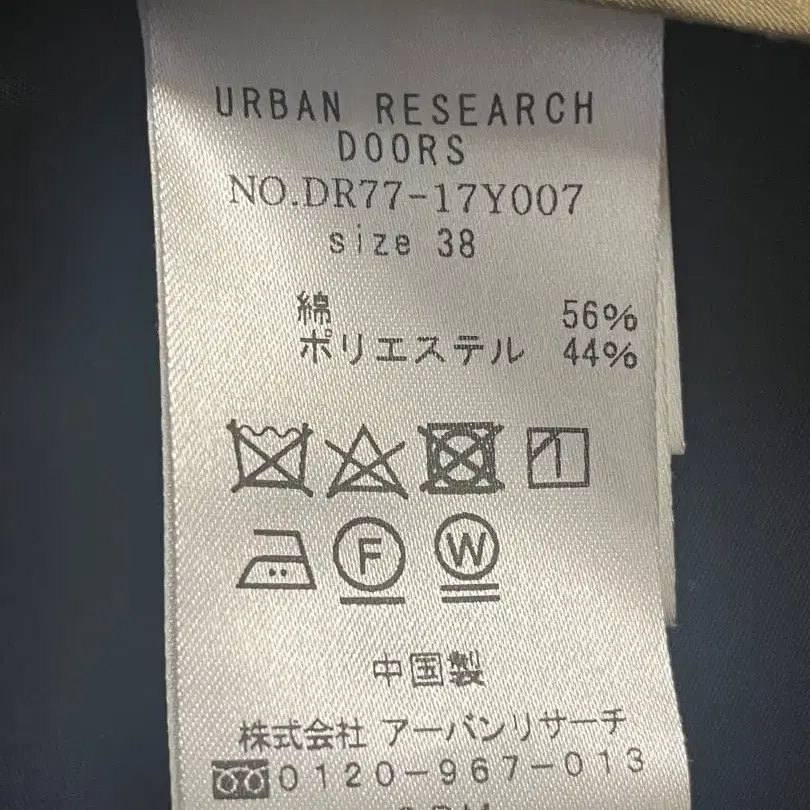 URBAN RESEARCH
DOORS
NO.DR77-17Y007
size 38
綿 56%
ポリエステル 44%
F W
中国製
株式会社 アーバンリサーチ
0120-967-013